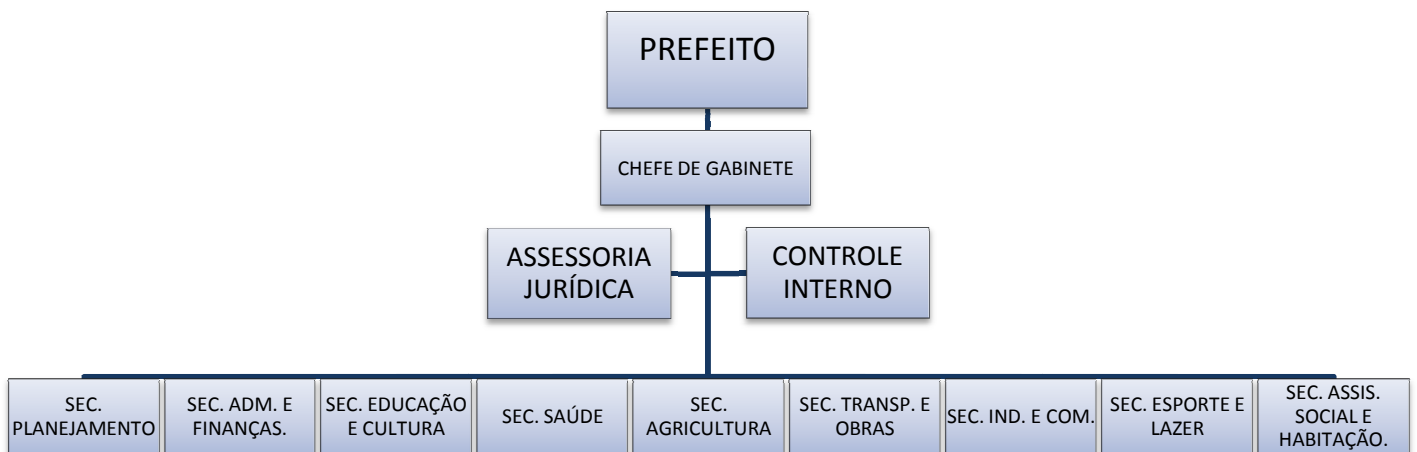 PREFEITO
CHEFE DE GABINETE
ASSESSORIA
JURÍDICA
CONTROLE
INTERNO
SEC.
PLANEJAMENTO
SEC. ADM. E
FINANÇAS.
SEC. EDUCAÇÃO
E CULTURA
SEC. SAÚDE
SEC.
AGRICULTURA
SEC. TRANSP. E
OBRAS
SEC. IND. E COM.
SEC. ESPORTE E
LAZER
SEC. ASSIS.
SOCIAL E
HABITAÇÃO.